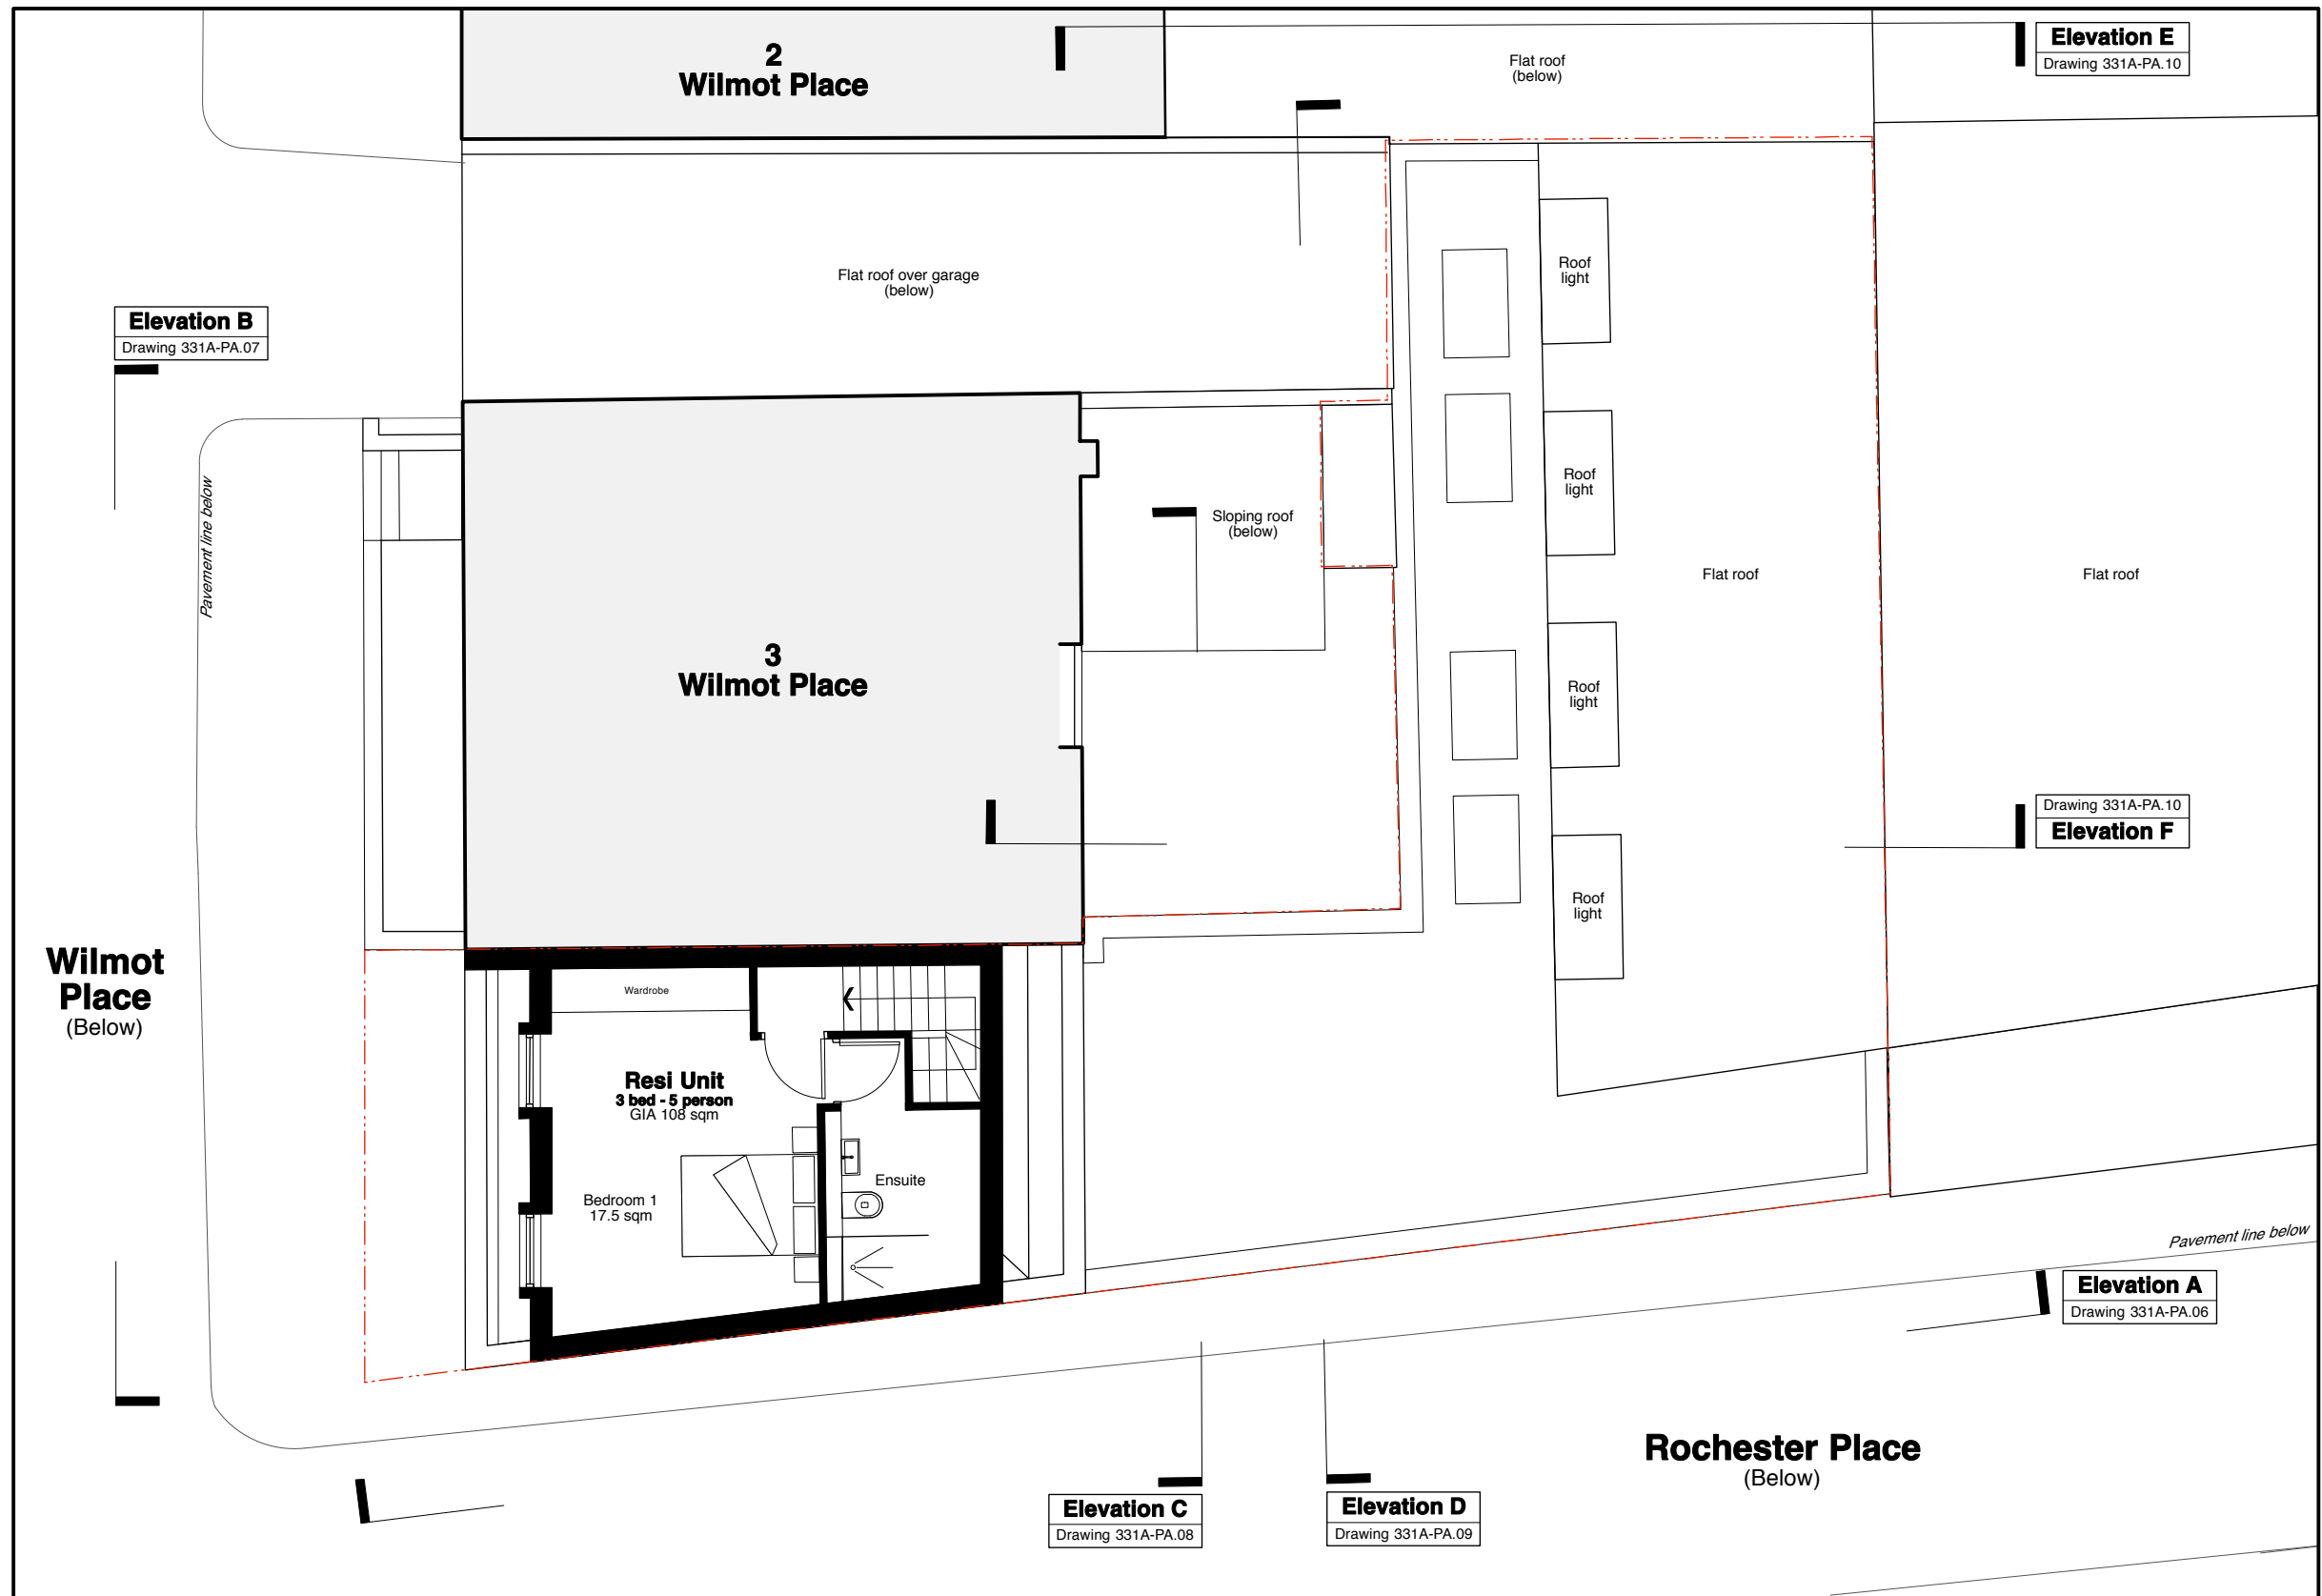 2
Wilmot Place
Flat roof
(below)
Elevation E
Drawing 331A-PA.10
Flat roof over garage
(below)
Roof
light
Elevation B
Drawing 331A-PA.07
Pavement line below
Roof
light
Sloping roof
(below)
Flat roof
Flat roof
3
Wilmot Place
Roof
light
Drawing 331A-PA.10
Elevation F
Roof
light
Wilmot
Place
(Below)
Wardrobe
Resi Unit
3 bed - 5 person
GIA 108 sqm
Ensuite
Bedroom 1
17.5 sqm
Pavement line below
Elevation A
Drawing 331A-PA.06
Rochester Place
(Below)
Elevation C
Drawing 331A-PA.08
Elevation D
Drawing 331A-PA.09